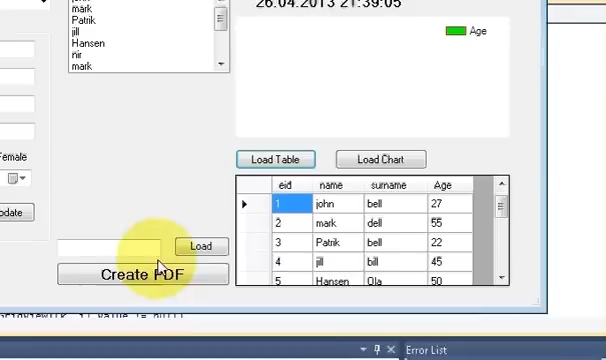 26.04.2013 21:39:05
john
mark
Patrik
jill
Hansen
nir
mark
Age
Female
Load Table
Load Chart
eid name surname Age
1 john bell 27
2 mark dell 55
3 Patrik bell 22
4 jill bill 45
5 Hansen Ola 50
Load
Create PDF
Error List